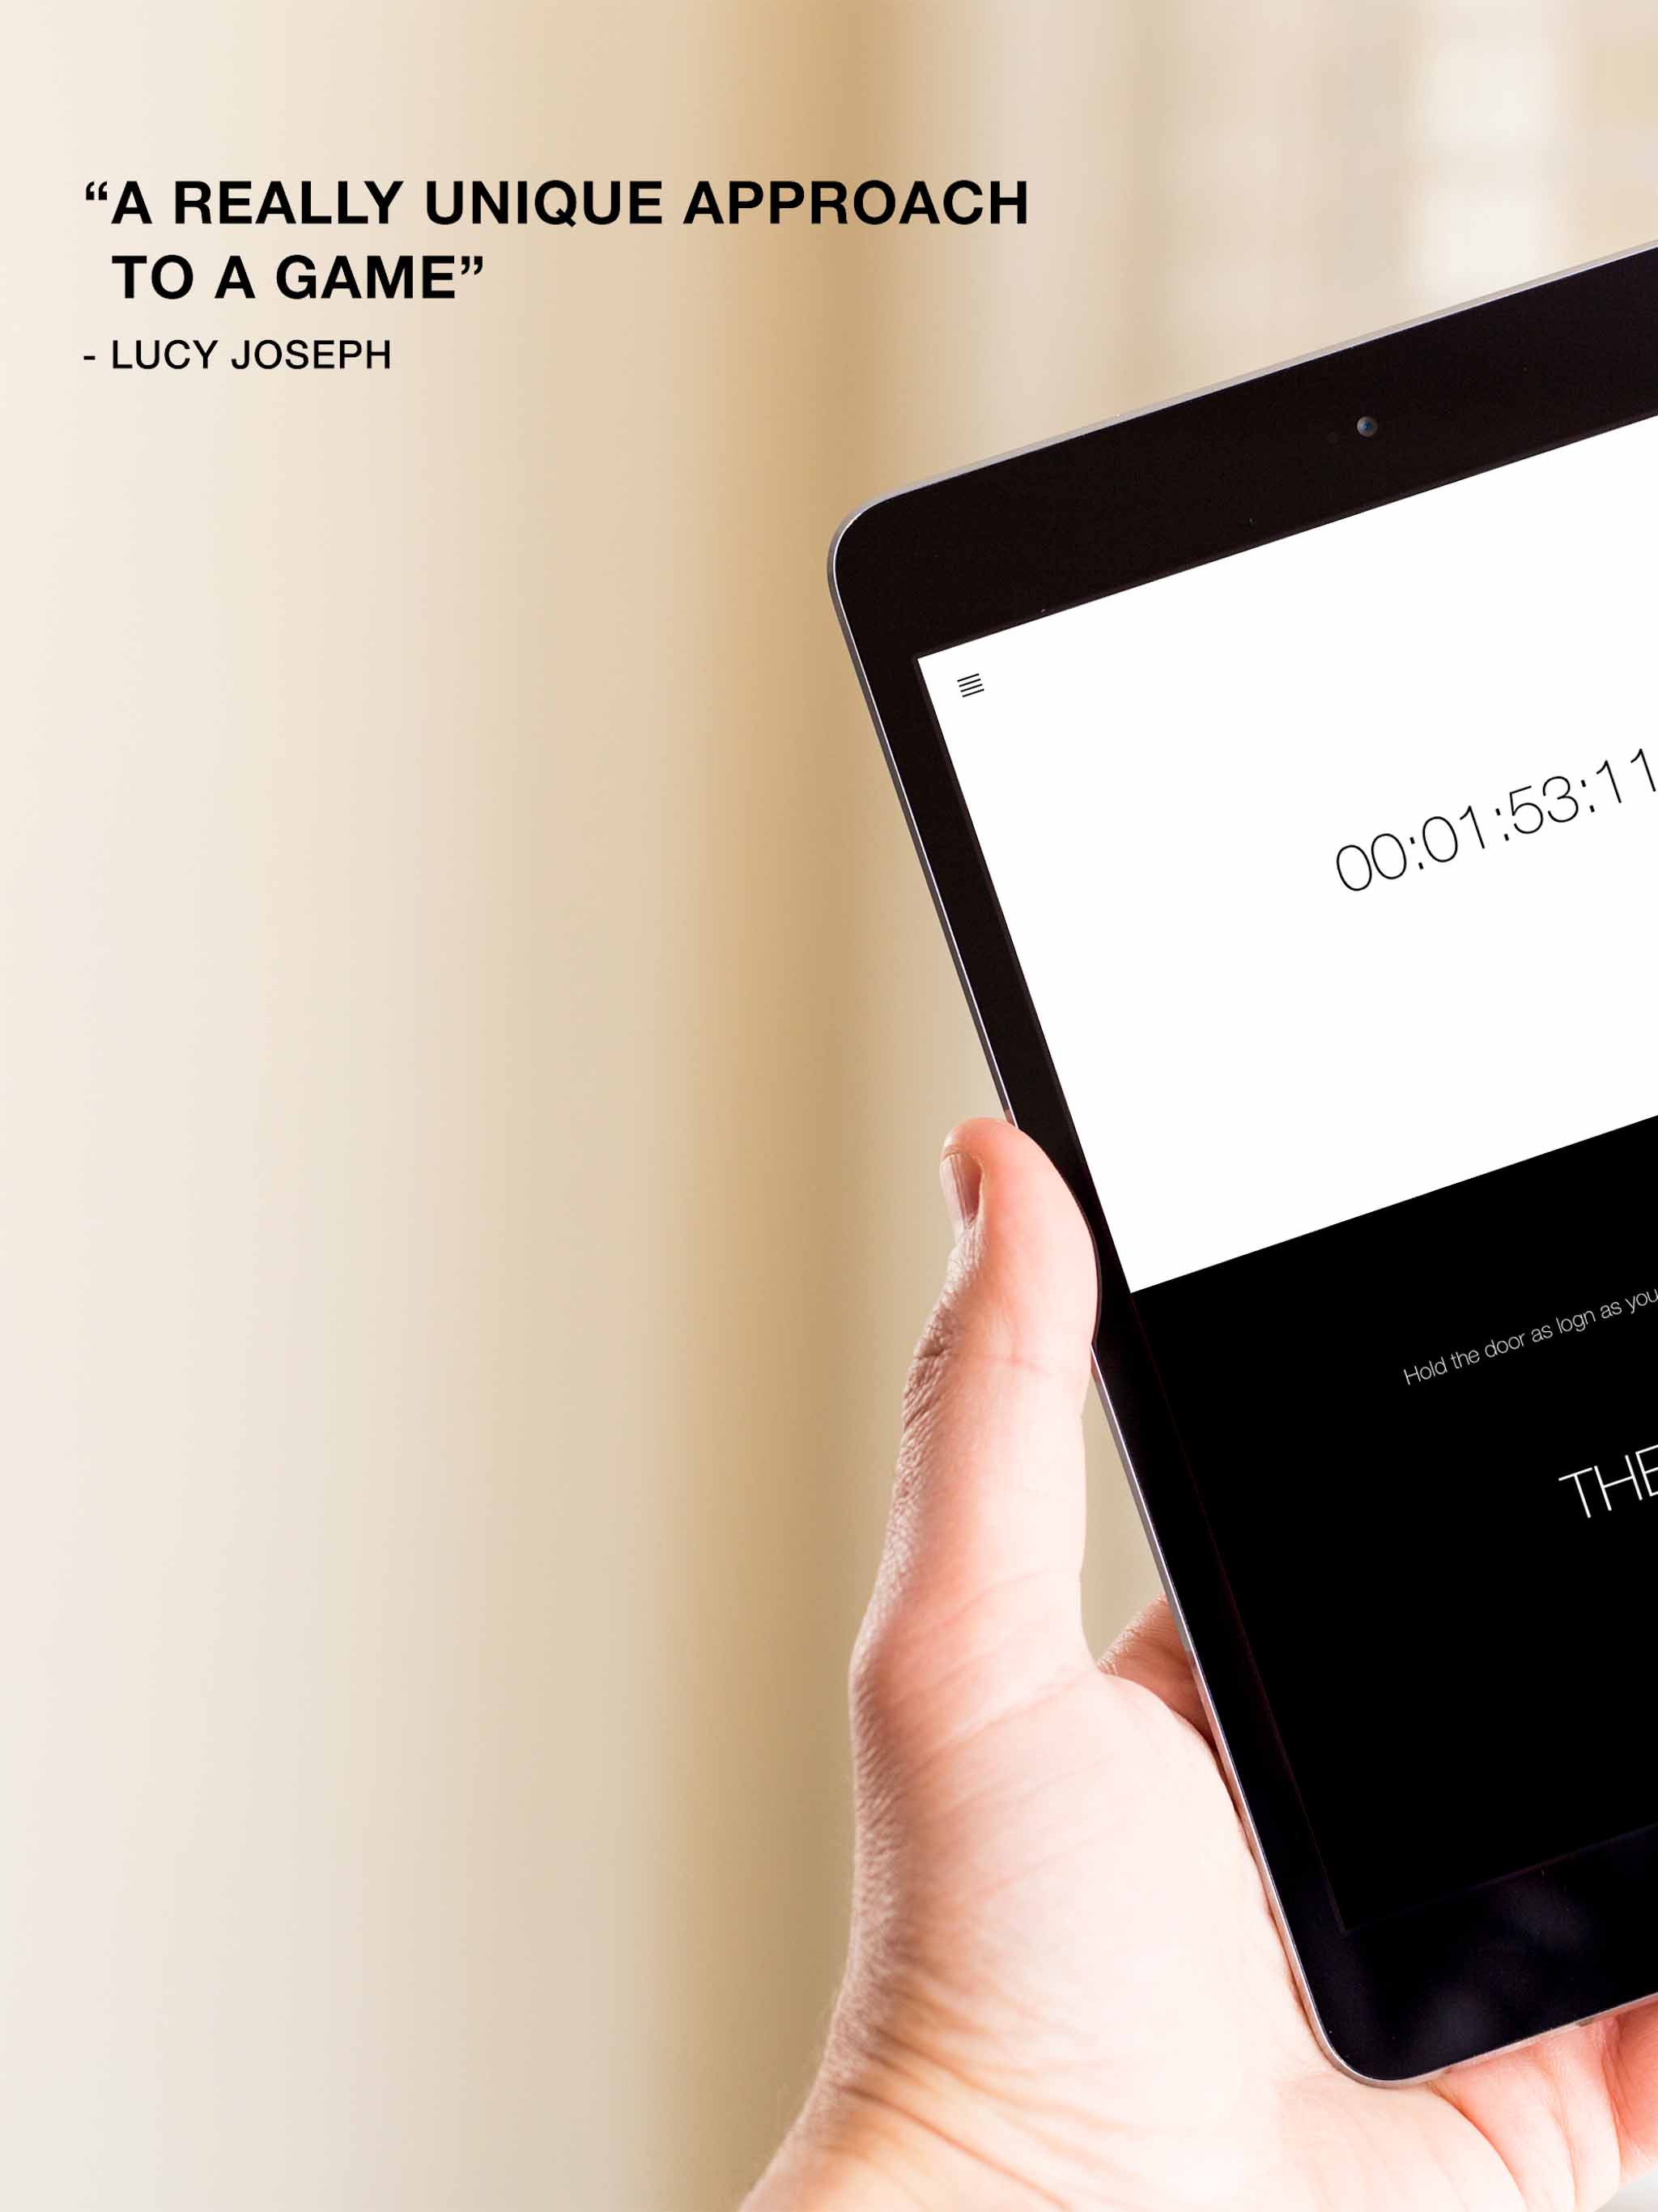 “A REALLY UNIQUE APPROACH
TO A GAME”
- LUCY JOSEPH
00:01:53:11
Hold the door as logn as you
THE